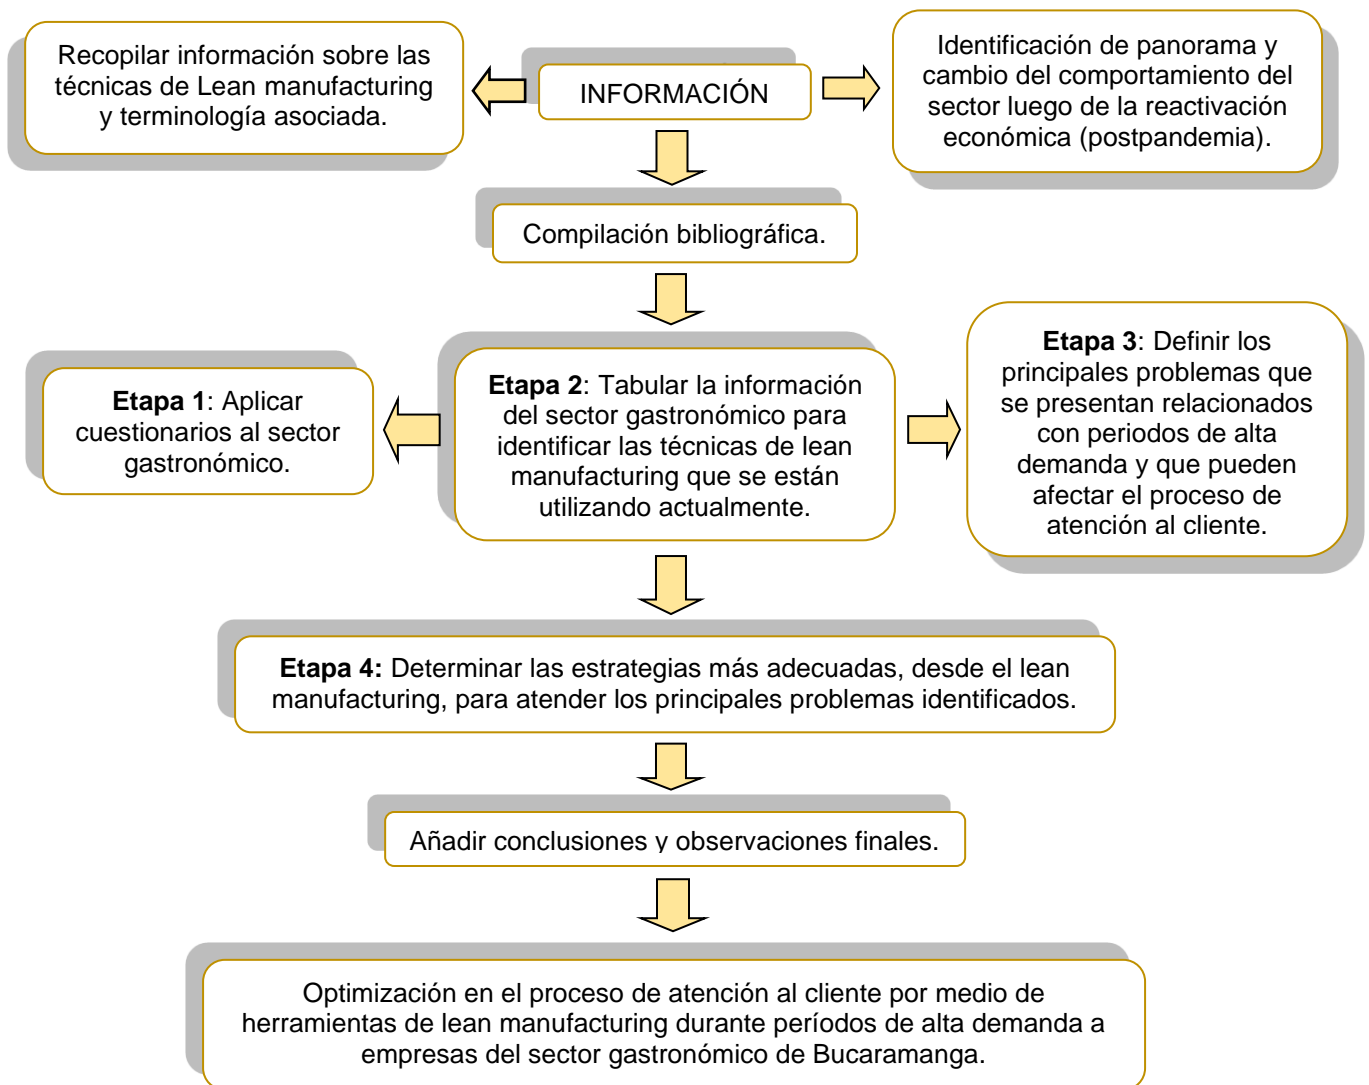 Recopilar información sobre las
técnicas de Lean manufacturing
y terminología asociada.
INFORMACIÓN
Identificación de panorama y
cambio del comportamiento del
sector luego de la reactivación
económica (postpandemia).
Compilación bibliográfica.
Etapa 1: Aplicar
cuestionarios al sector
gastronómico.
Etapa 2: Tabular la información
del sector gastronómico para
identificar las técnicas de lean
manufacturing que se están
utilizando actualmente.
Etapa 3: Definir los
principales problemas que
se presentan relacionados
con periodos de alta
demanda y que pueden
afectar el proceso de
atención al cliente.
Etapa 4: Determinar las estrategias más adecuadas, desde el lean
manufacturing, para atender los principales problemas identificados.
Añadir conclusiones y observaciones finales.
Optimización en el proceso de atención al cliente por medio de
herramientas de lean manufacturing durante períodos de alta demanda a
empresas del sector gastronómico de Bucaramanga.